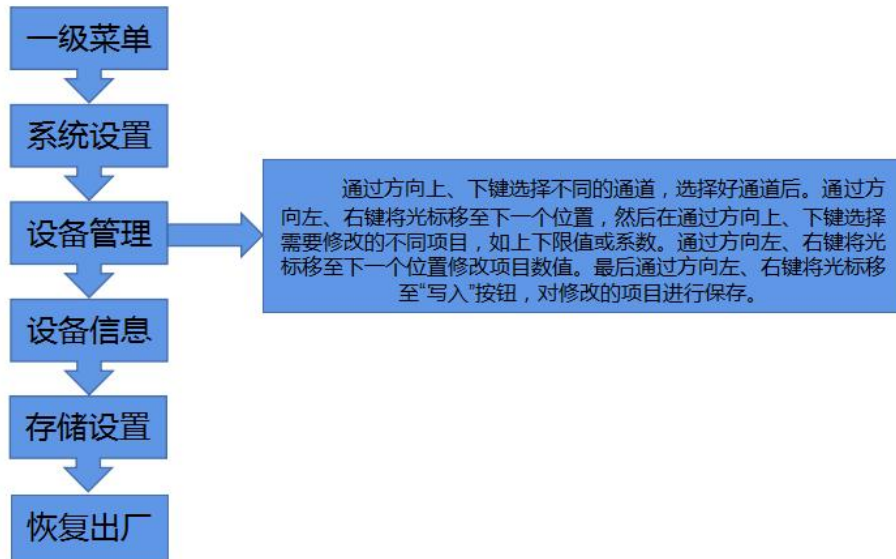 一级菜单
系统设置
设备管理
通过方向上、下键选择不同的通道，选择好通道后。通过方
向左、右键将光标移至下一个位置，然后在通过方向上、下键选择
需要修改的不同项目，如上下限值或系数。通过方向左、右键将光
标移至下一个位置修改项目数值。最后通过方向左、右键将光标移
至“写入”按钮，对修改的项目进行保存。
设备信息
存储设置
恢复出厂